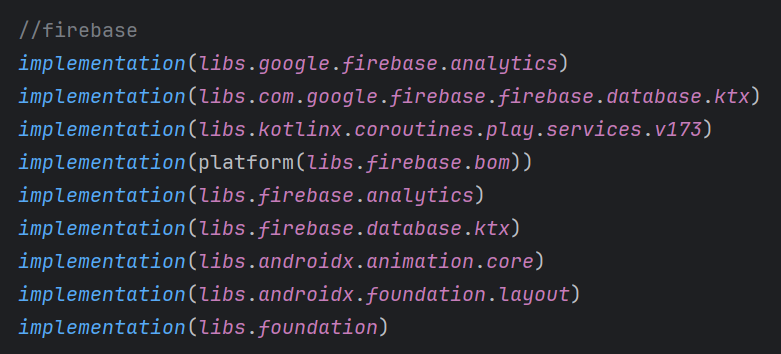 //firebase
implementation(libs.google.firebase.analytics)
implementation(libs.com.google.firebase.firebase.database.ktx)
implementation(libs.kotlinx.coroutines.play.services.v173)
implementation(platform(libs.firebase.bom))
implementation(libs.firebase.analytics)
implementation(libs.firebase.database.ktx)
implementation(libs.androidx.animation.core)
implementation(libs.androidx.foundation.layout)
implementation(libs.foundation)